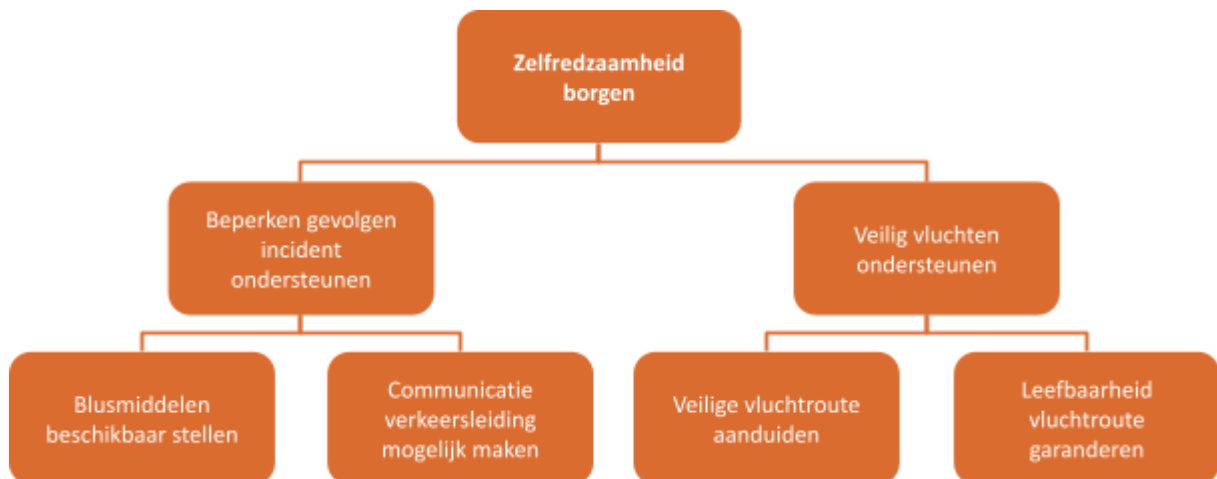 Zelfredzaamheid
borgen
Beperken gevolgen
incident
ondersteunen
Veilig vluchten
ondersteunen
Blusmiddelen
beschikbaar stellen
Communicatie
verkeersleiding
mogelijk maken
Veilige vluchtroute
aanduiden
Leefbaarheid
vluchtroute
garanderen